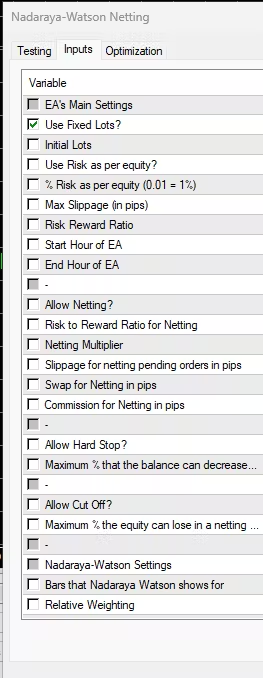 Nadaraya-Watson Netting
Testing Inputs Optimization
Variable
EA's Main Settings
Use Fixed Lots?
Initial Lots
Use Risk as per equity?
% Risk as per equity (0.01 = 1%)
Max Slippage (in pips)
Risk Reward Ratio
Start Hour of EA
End Hour of EA
-
Allow Netting?
Risk to Reward Ratio for Netting
Netting Multiplier
Slippage for netting pending orders in pips
Swap for Netting in pips
Commission for Netting in pips
-
Allow Hard Stop?
Maximum % that the balance can decrease...
-
Allow Cut Off?
Maximum % the equity can lose in a netting ...
-
Nadaraya-Watson Settings
Bars that Nadaraya Watson shows for
Relative Weighting